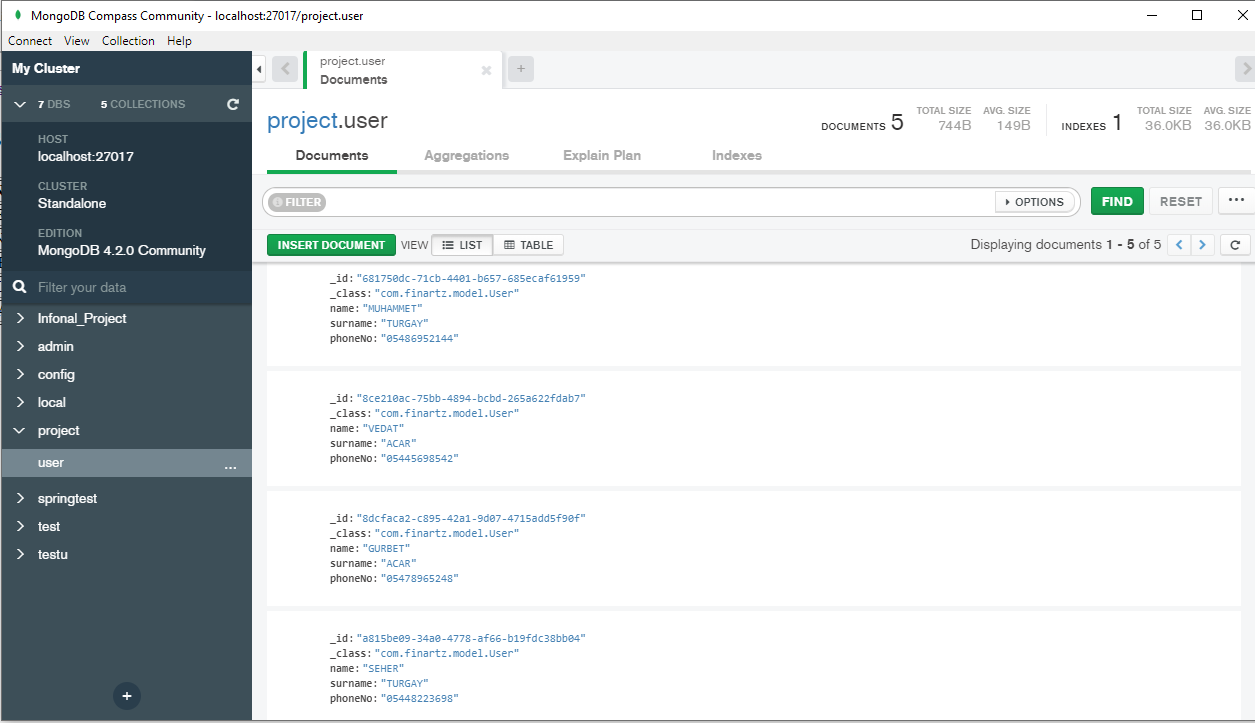 MongoDB Compass Community - localhost:27017/project.user
Connect View Collection Help
My Cluster
7 DBS 5 COLLECTIONS
HOST
localhost:27017
CLUSTER
Standalone
EDITION
MongoDB 4.2.0 Community
Filter your data
Infonal_Project
admin
config
local
project
user
...
springtest
test
testu
+
project.user
Documents
+
project.user
DOCUMENTS 5
TOTAL SIZE
744B
AVG. SIZE
149B
INDEXES 1
TOTAL SIZE
36.0KB
AVG. SIZE
36.0KB
Documents Aggregations Explain Plan Indexes
FILTER
OPTIONS
FIND
RESET
...
INSERT DOCUMENT VIEW LIST TABLE
Displaying documents 1 - 5 of 5
_id: "681750dc-71cb-4401-b657-685ecaf61959"
_class: "com.finartz.model.User"
name: "MUHAMMET"
surname: "TURGAY"
phoneNo: "05486952144"
_id: "8ce210ac-75bb-4894-bcbd-265a622fdab7"
_class: "com.finartz.model.User"
name: "VEDAT"
surname: "ACAR"
phoneNo: "05445698542"
_id: "8dcfaca2-c895-42a1-9d07-4715add5f90f"
_class: "com.finartz.model.User"
name: "GURBET"
surname: "ACAR"
phoneNo: "05478965248"
_id: "a815be09-34a0-4778-af66-b19fdc38bb04"
_class: "com.finartz.model.User"
name: "SEHER"
surname: "TURGAY"
phoneNo: "05448223698"